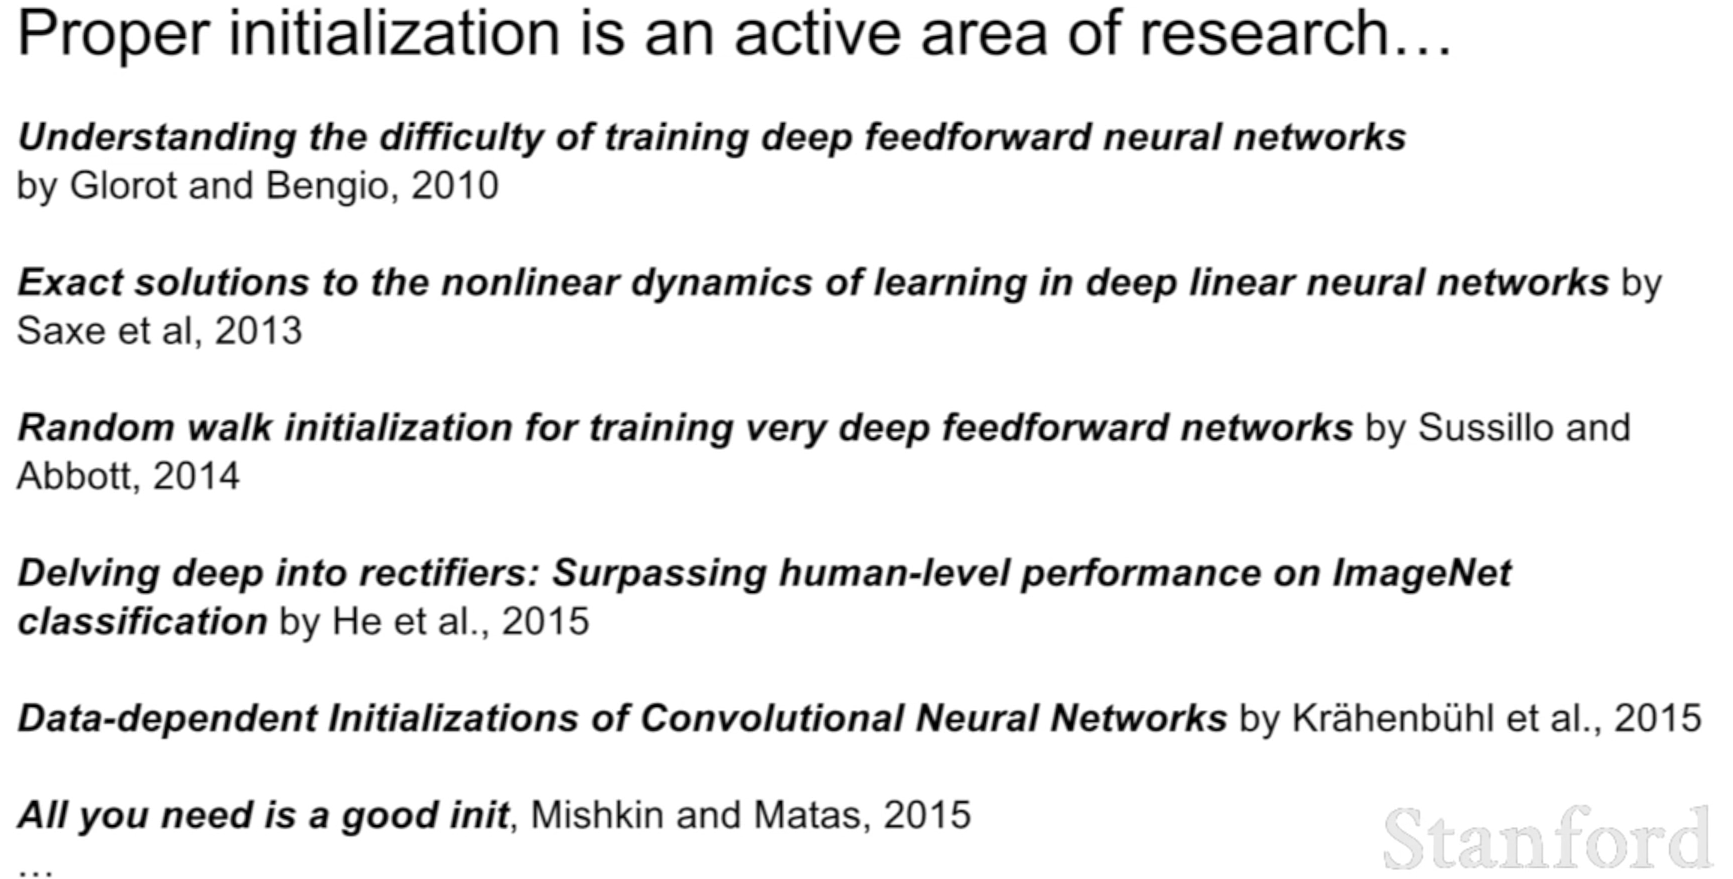 Proper initialization is an active area of research…
Understanding the difficulty of training deep feedforward neural networks
by Glorot and Bengio, 2010
Exact solutions to the nonlinear dynamics of learning in deep linear neural networks by
Saxe et al, 2013
Random walk initialization for training very deep feedforward networks by Sussillo and
Abbott, 2014
Delving deep into rectifiers: Surpassing human-level performance on ImageNet
classification by He et al., 2015
Data-dependent Initializations of Convolutional Neural Networks by Krähenbühl et al., 2015
All you need is a good init, Mishkin and Matas, 2015
…
Stanford